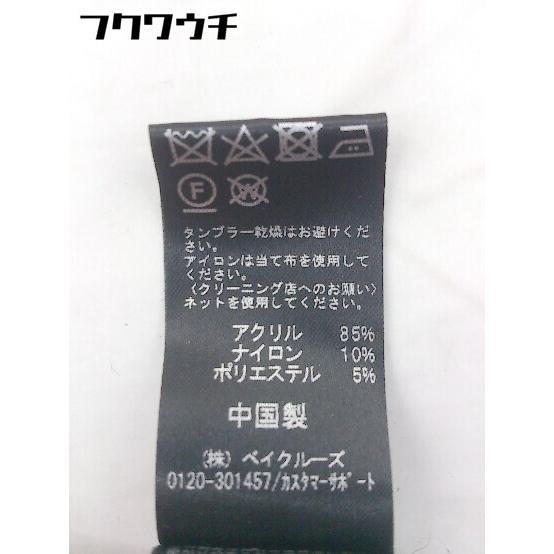 フクワウチ
F W
タンブラー乾燥はお避けくだ
さい。
アイロンは当て布を使用して
ください。
〈クリーニング店へのお願い〉
ネットを使用してください。
アクリル 85%
ナイロン 10%
ポリエステル 5%
中国製
(株) ベイクルーズ
0120-301457/カスタマーサポート